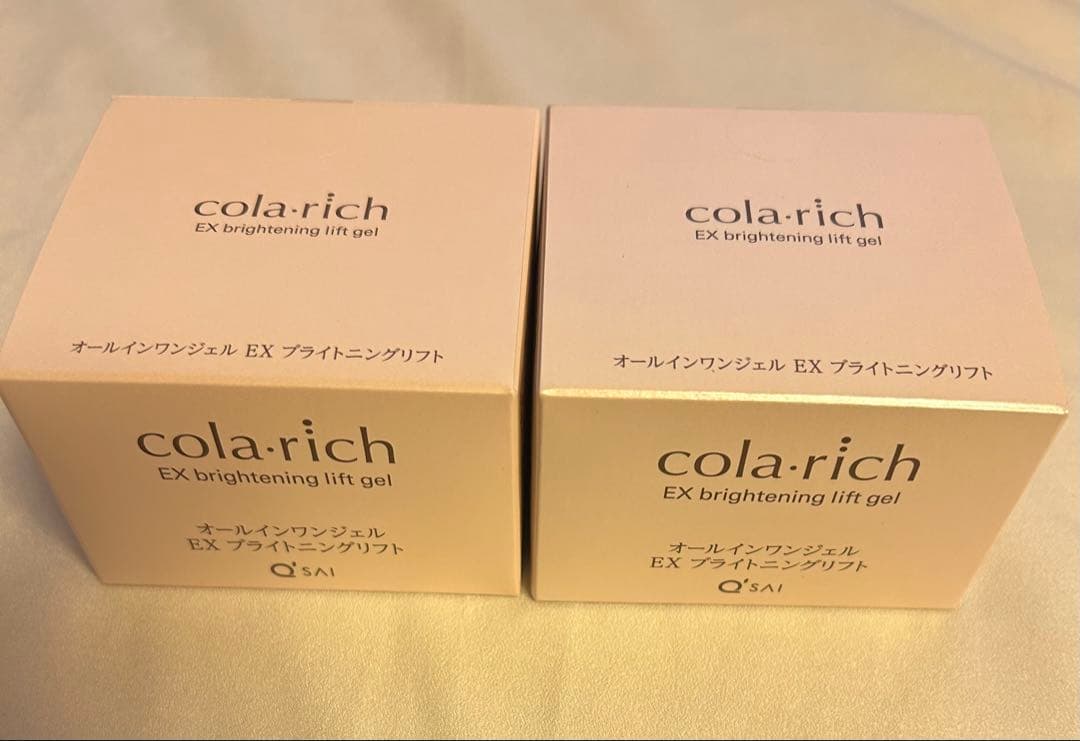 cola·rich
EX brightening lift gel
オールインワンジェル EX ブライトニングリフト
cola·rich
EX brightening lift gel
オールインワンジェル
EX ブライトニングリフト
Q'SAI
cola·rich
EX brightening lift gel
オールインワンジェル EX ブライトニングリフト
cola·rich
EX brightening lift gel
オールインワンジェル
EX ブライトニングリフト
Q'SAI